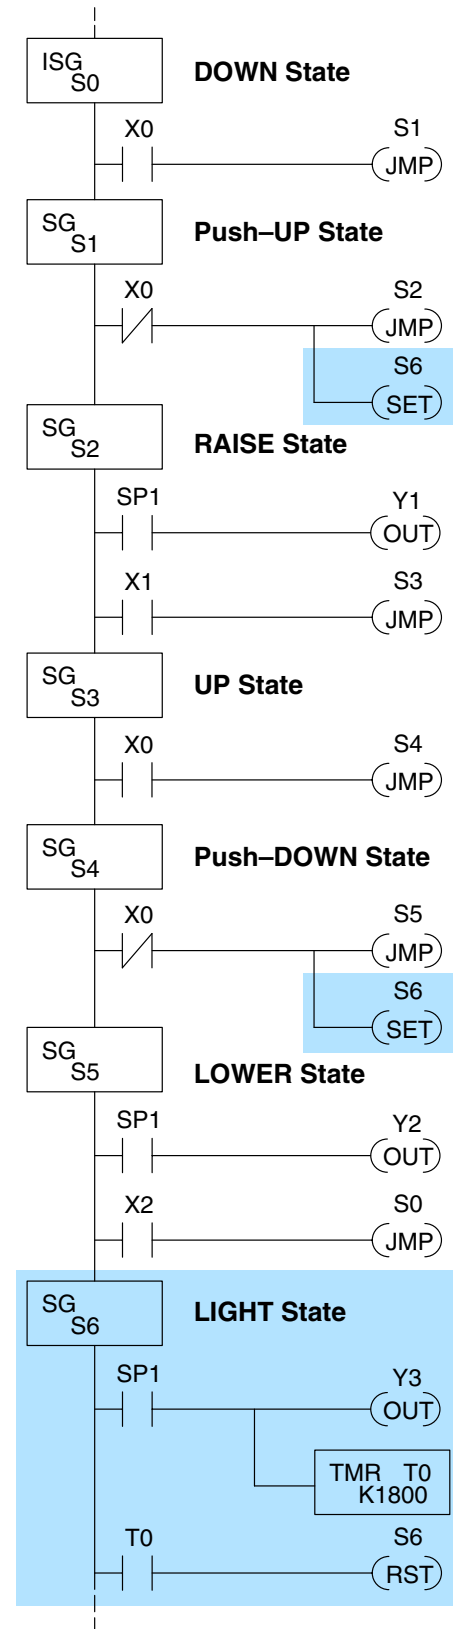 ISG
S0
DOWN State
X0
S1
JMP
SG
S1
Push–UP State
X0
S2
JMP
S6
SET
SG
S2
RAISE State
SP1
Y1
OUT
X1
S3
JMP
SG
S3
UP State
X0
S4
JMP
SG
S4
Push–DOWN State
X0
S5
JMP
S6
SET
SG
S5
LOWER State
SP1
Y2
OUT
X2
S0
JMP
SG
S6
LIGHT State
SP1
Y3
OUT
TMR T0
K1800
T0
S6
RST